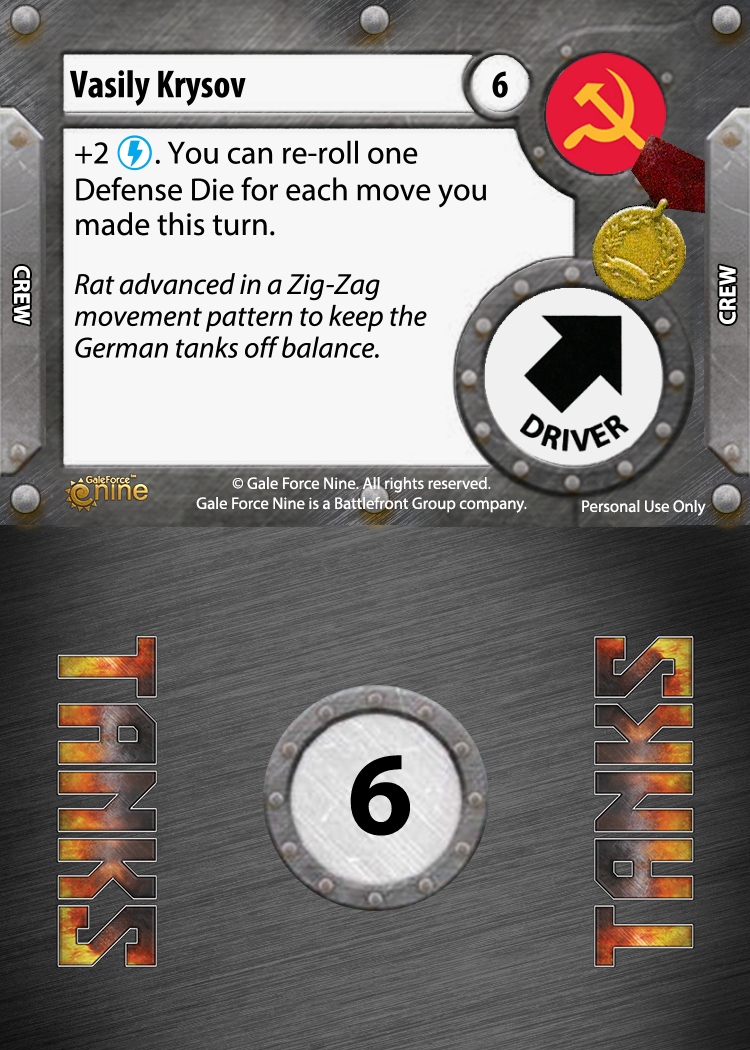 Vasily Krysov
6
+2 . You can re-roll one
Defense Die for each move you
made this turn.
Rat advanced in a Zig-Zag
movement pattern to keep the
German tanks off balance.
CREW
CREW
DRIVER
GaleForce™
nine
© Gale Force Nine. All rights reserved.
Gale Force Nine is a Battlefront Group company.
Personal Use Only
TANKS
6
TANKS